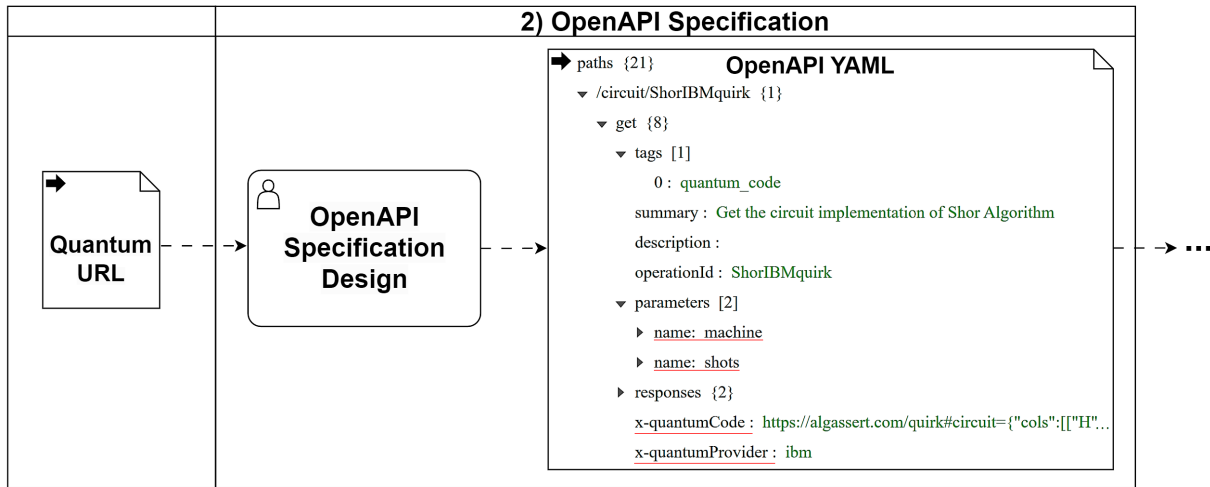 2) OpenAPI Specification
Quantum
URL
OpenAPI
Specification
Design
OpenAPI YAML
paths {21}
/circuit/ShorIBMquirk {1}
get {8}
tags [1]
0 : quantum_code
summary : Get the circuit implementation of Shor Algorithm
description :
operationId : ShorIBMquirk
parameters [2]
name: machine
name: shots
responses {2}
x-quantumCode : https://algassert.com/quirk#circuit={"cols":[["H"...
x-quantumProvider : ibm
...